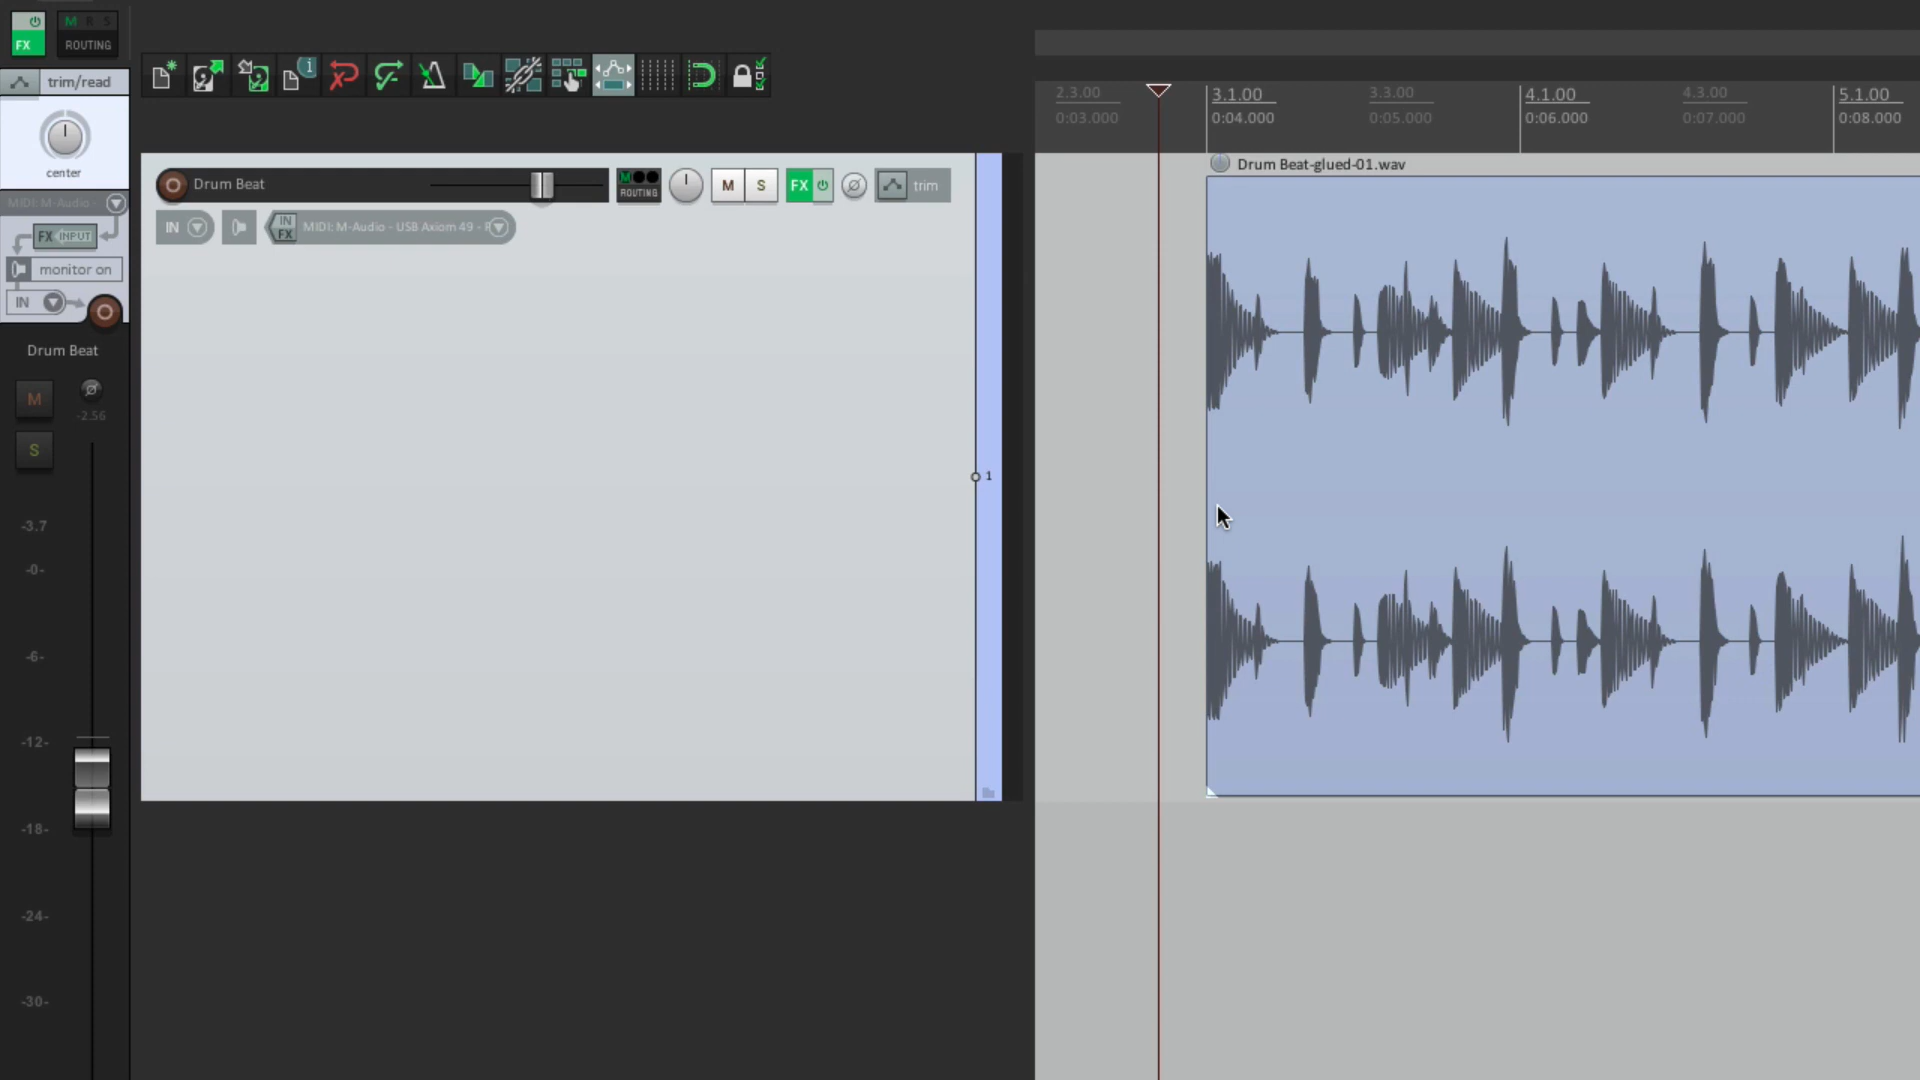 FX
M R S
ROUTING
trim/read
center
MIDI: M-Audio -
FX INPUT
monitor on
IN
Drum Beat
M
-2.56
S
-3.7
-0-
-6-
-12-
-18-
-24-
-30-
i
Drum Beat
M
ROUTING
M
S
FX
trim
IN
IN
FX
MIDI: M-Audio - USB Axiom 49 -
1
2.3.00
3.1.00
3.3.00
4.1.00
4.3.00
5.1.00
0:03.000
0:04.000
0:05.000
0:06.000
0:07.000
0:08.000
Drum Beat-glued-01.wav